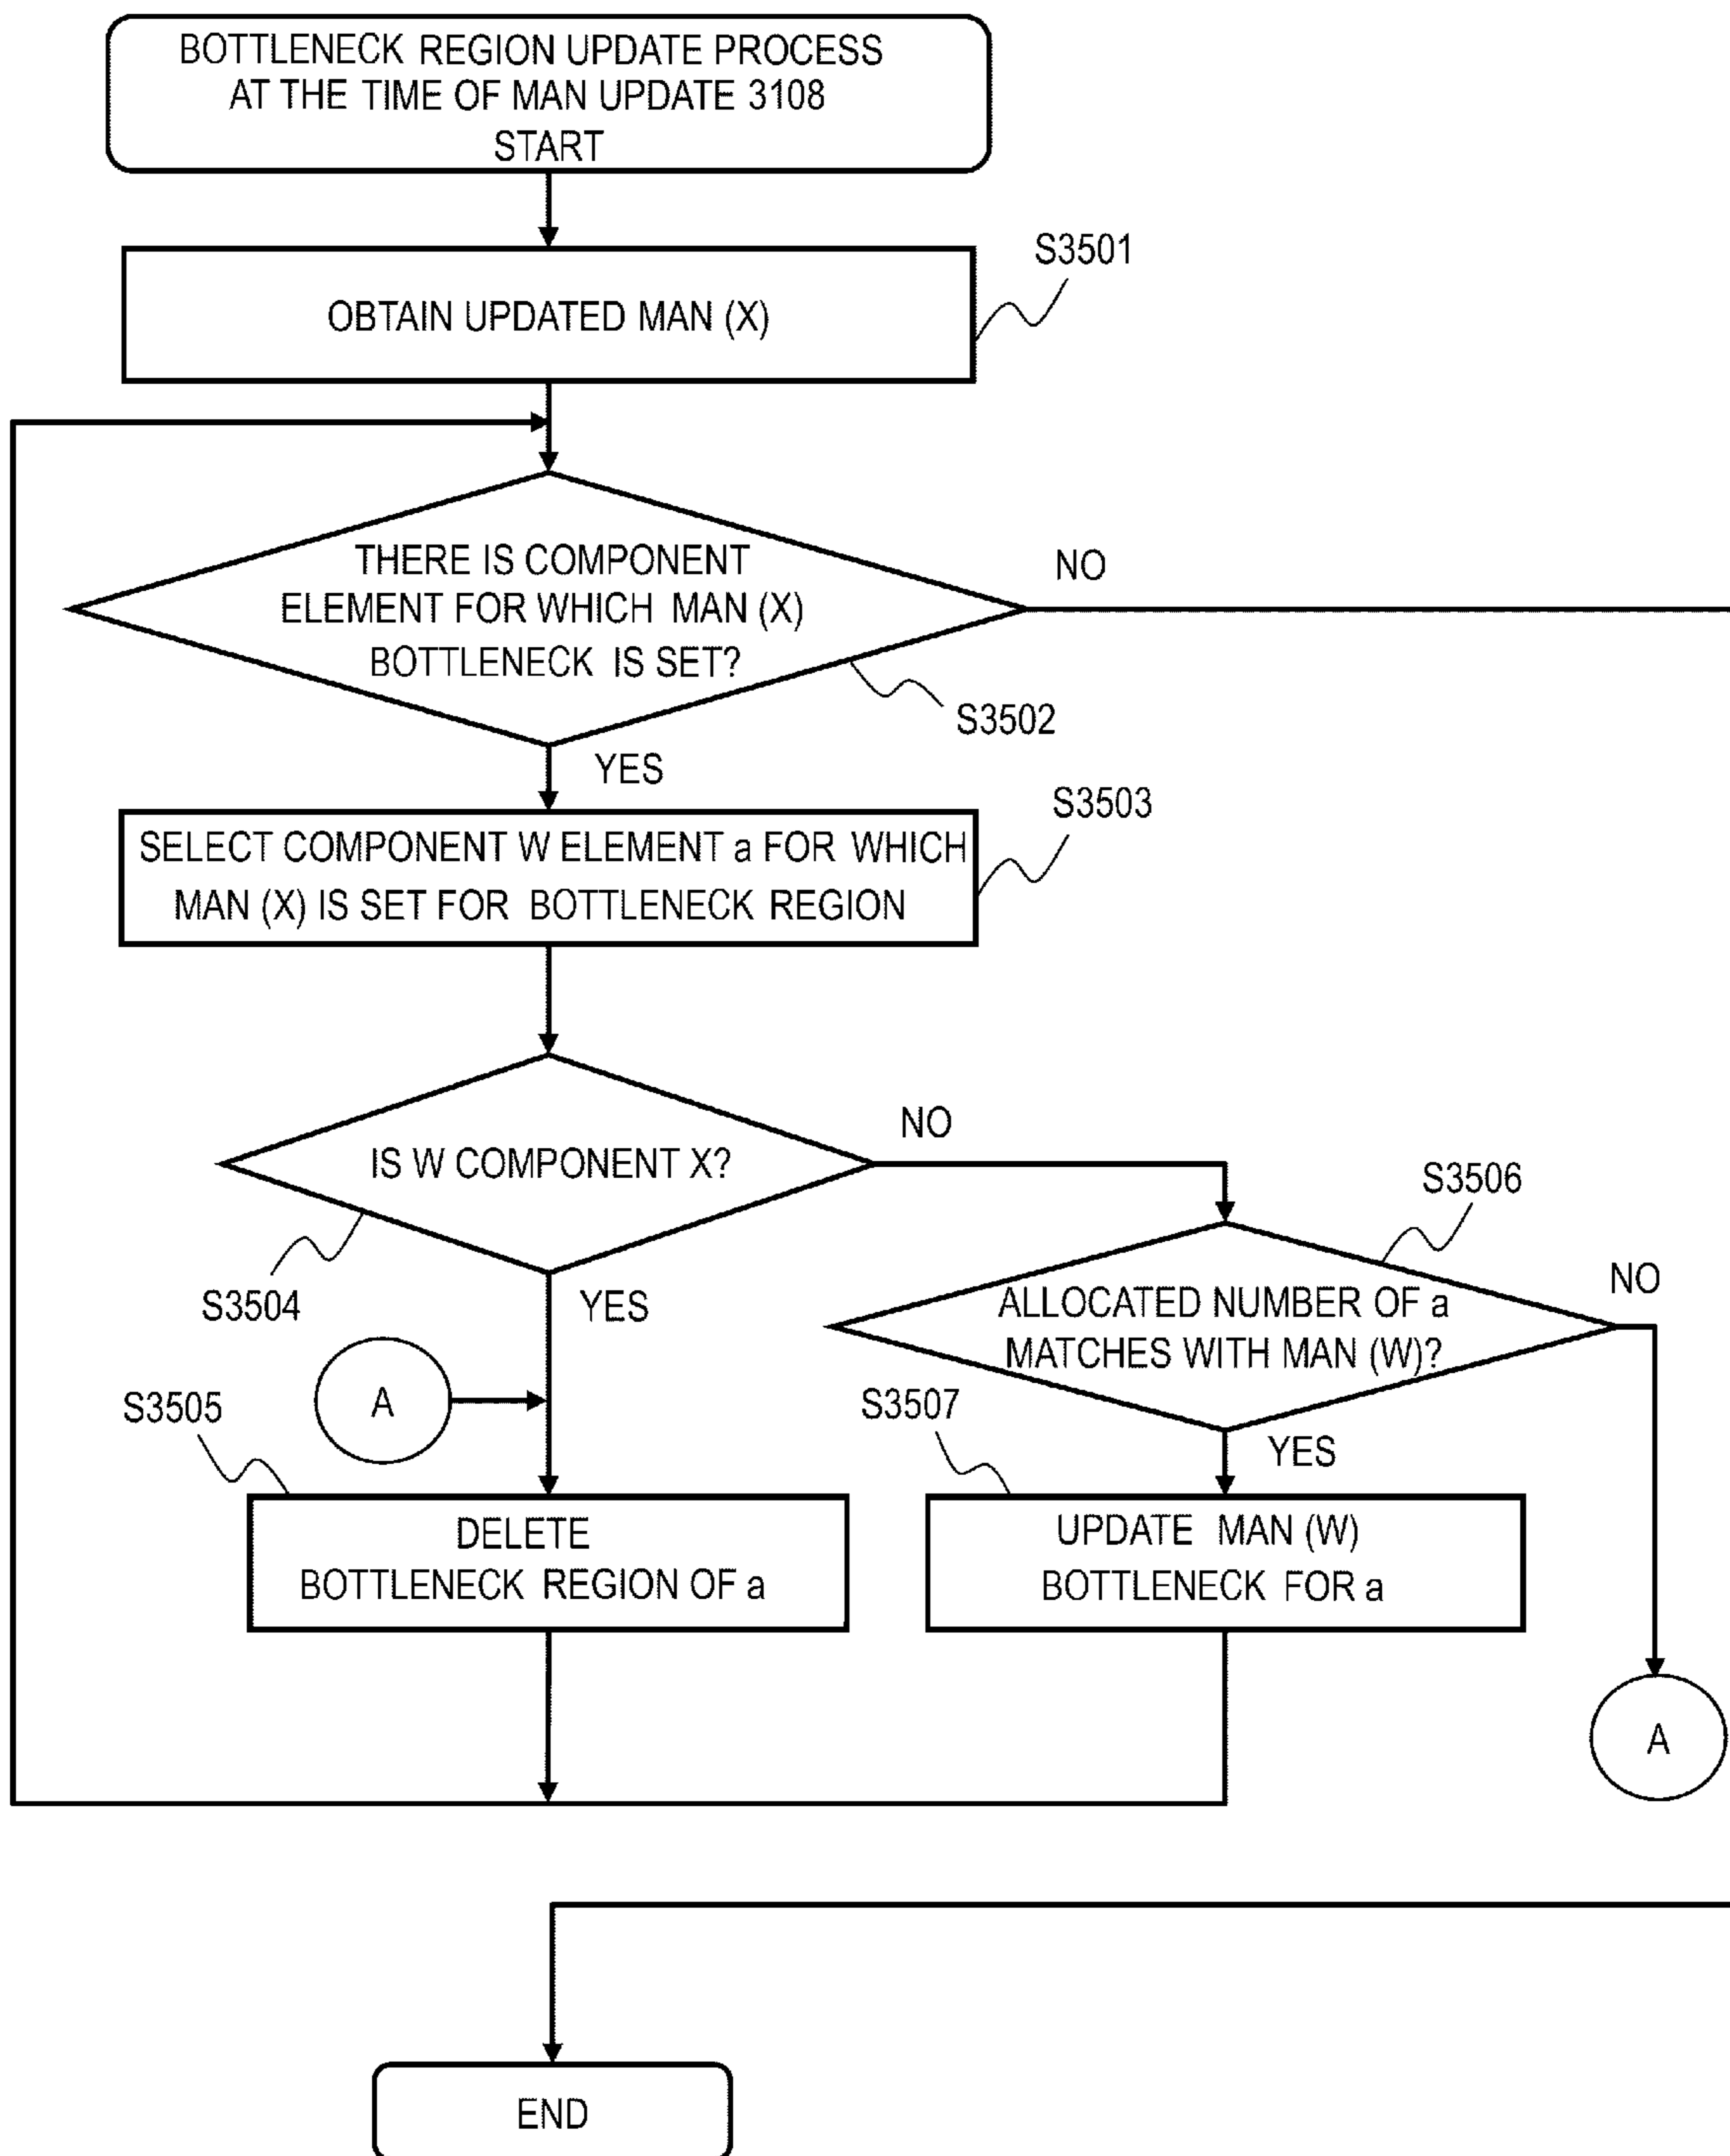 BOTTLENECK REGION UPDATE PROCESS
AT THE TIME OF MAN UPDATE 3108
START
S3501
OBTAIN UPDATED MAN (X)
THERE IS COMPONENT
ELEMENT FOR WHICH MAN (X)
BOTTLENECK IS SET?
NO
S3502
YES
S3503
SELECT COMPONENT W ELEMENT a FOR WHICH
MAN (X) IS SET FOR BOTTLENECK REGION
IS W COMPONENT X?
NO
S3504
YES
S3506
ALLOCATED NUMBER OF a
MATCHES WITH MAN (W)?
NO
A
S3505
S3507
YES
DELETE
BOTTLENECK REGION OF a
UPDATE MAN (W)
BOTTLENECK FOR a
A
END